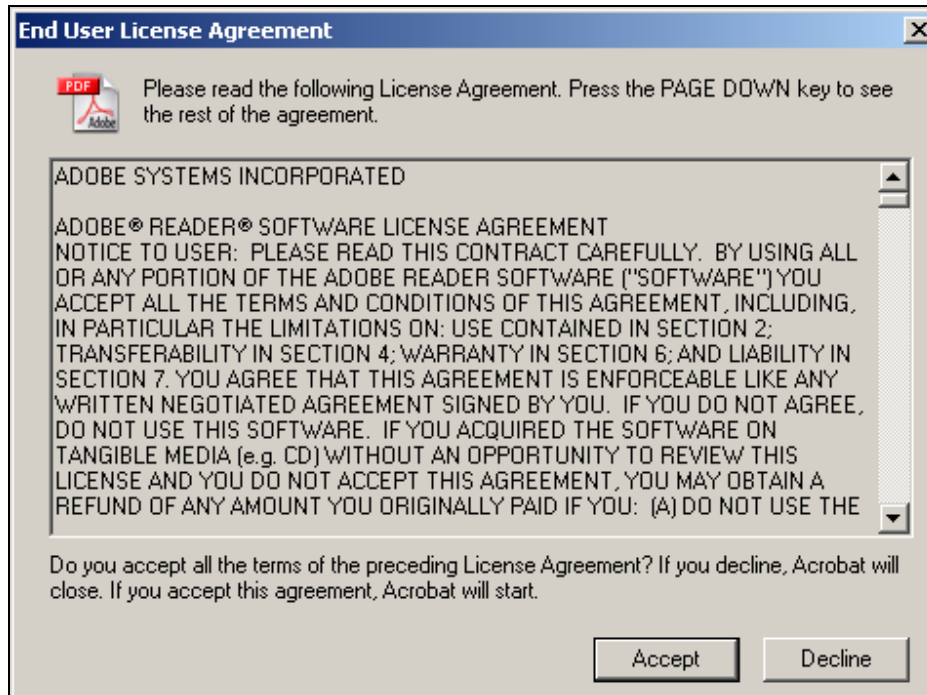 End User License Agreement
PDF
Adobe
Please read the following License Agreement. Press the PAGE DOWN key to see
the rest of the agreement.
ADOBE SYSTEMS INCORPORATED
ADOBE® READER® SOFTWARE LICENSE AGREEMENT
NOTICE TO USER:  PLEASE READ THIS CONTRACT CAREFULLY.  BY USING ALL
OR ANY PORTION OF THE ADOBE READER SOFTWARE ("SOFTWARE") YOU
ACCEPT ALL THE TERMS AND CONDITIONS OF THIS AGREEMENT, INCLUDING,
IN PARTICULAR THE LIMITATIONS ON: USE CONTAINED IN SECTION 2;
TRANSFERABILITY IN SECTION 4; WARRANTY IN SECTION 6; AND LIABILITY IN
SECTION 7. YOU AGREE THAT THIS AGREEMENT IS ENFORCEABLE LIKE ANY
WRITTEN NEGOTIATED AGREEMENT SIGNED BY YOU.  IF YOU DO NOT AGREE,
DO NOT USE THIS SOFTWARE.  IF YOU ACQUIRED THE SOFTWARE ON
TANGIBLE MEDIA (e.g. CD) WITHOUT AN OPPORTUNITY TO REVIEW THIS
LICENSE AND YOU DO NOT ACCEPT THIS AGREEMENT, YOU MAY OBTAIN A
REFUND OF ANY AMOUNT YOU ORIGINALLY PAID IF YOU:  (A) DO NOT USE THE
Do you accept all the terms of the preceding License Agreement? If you decline, Acrobat will
close. If you accept this agreement, Acrobat will start.
Accept
Decline